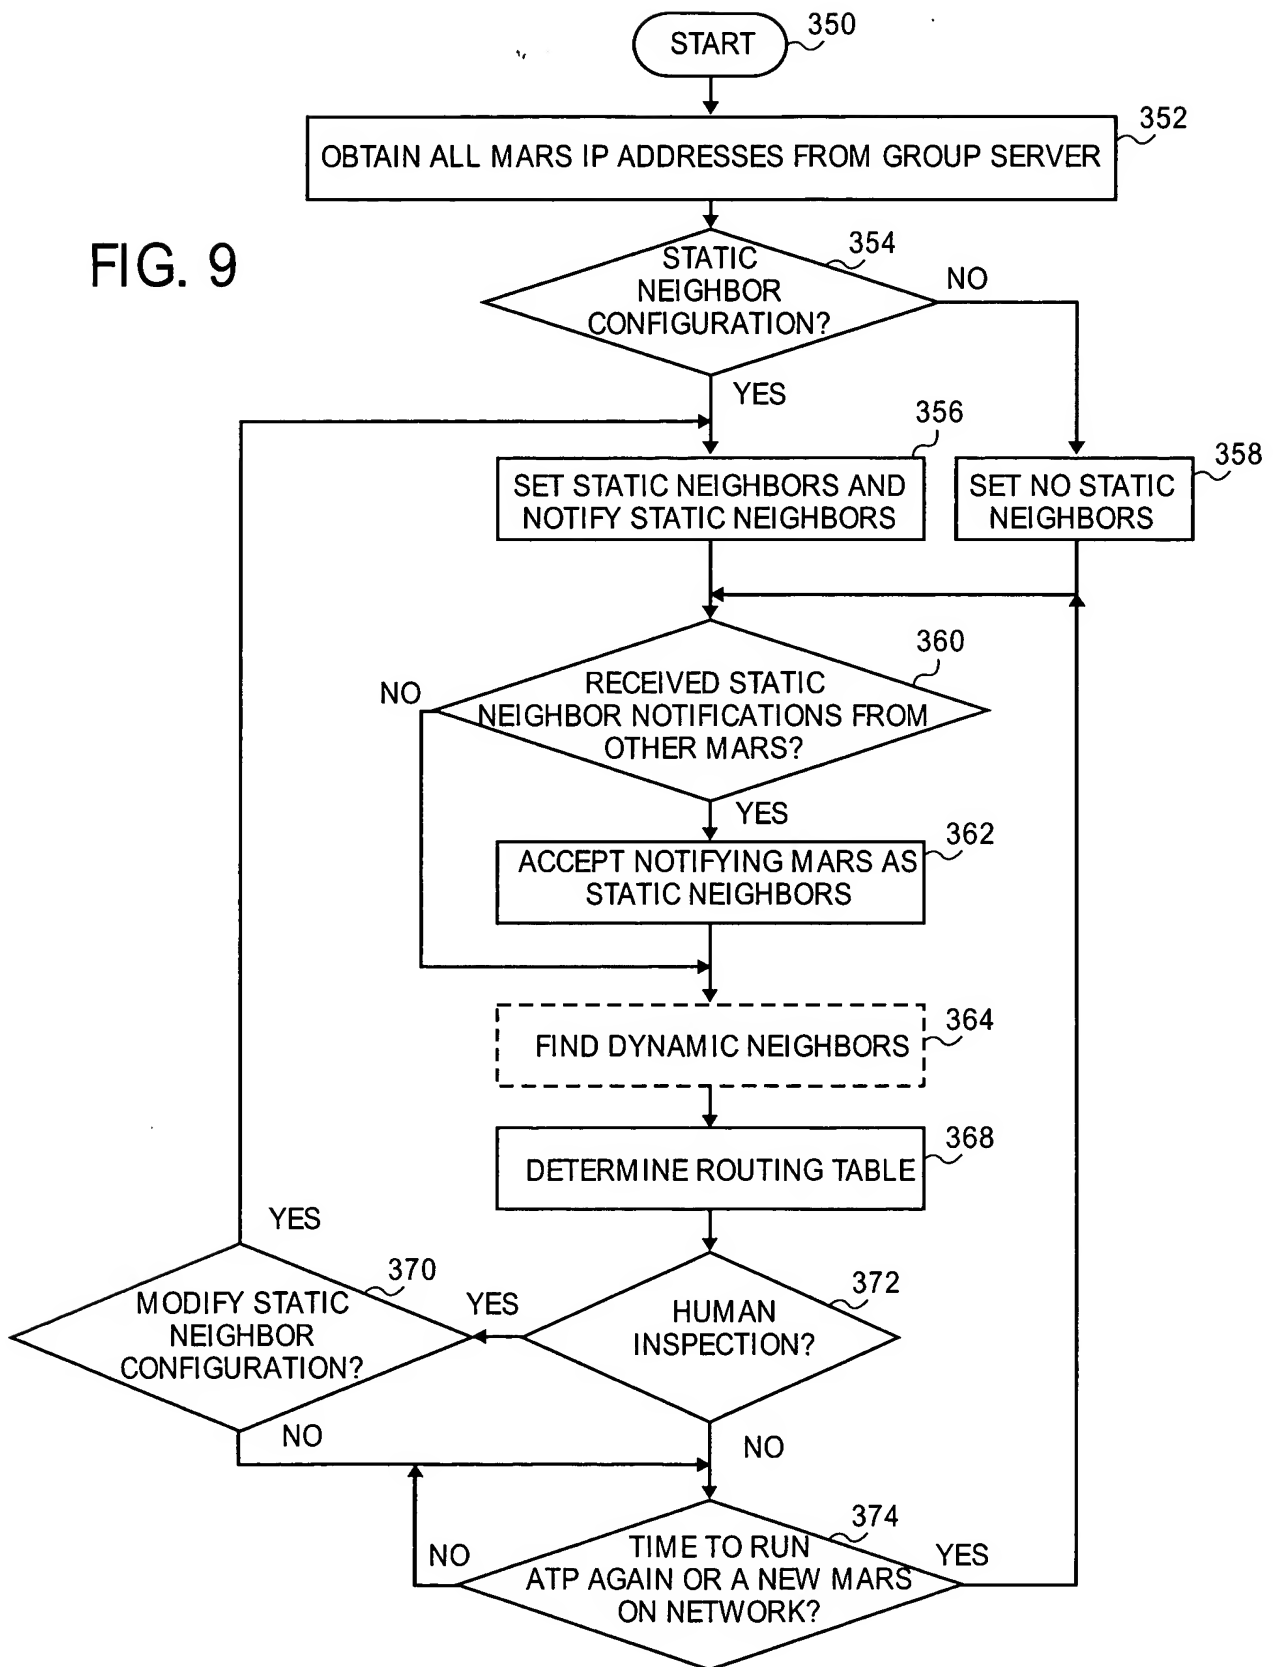 START
350
352
OBTAIN ALL MARS IP ADDRESSES FROM GROUP SERVER
FIG. 9
354
STATIC
NEIGHBOR
CONFIGURATION?
NO
YES
356
358
SET STATIC NEIGHBORS AND
NOTIFY STATIC NEIGHBORS
SET NO STATIC
NEIGHBORS
360
NO
RECEIVED STATIC
NEIGHBOR NOTIFICATIONS FROM
OTHER MARS?
YES
362
ACCEPT NOTIFYING MARS AS
STATIC NEIGHBORS
364
FIND DYNAMIC NEIGHBORS
368
DETERMINE ROUTING TABLE
YES
370
MODIFY STATIC
NEIGHBOR
CONFIGURATION?
YES
372
HUMAN
INSPECTION?
NO
NO
374
NO
TIME TO RUN
ATP AGAIN OR A NEW MARS
ON NETWORK?
YES